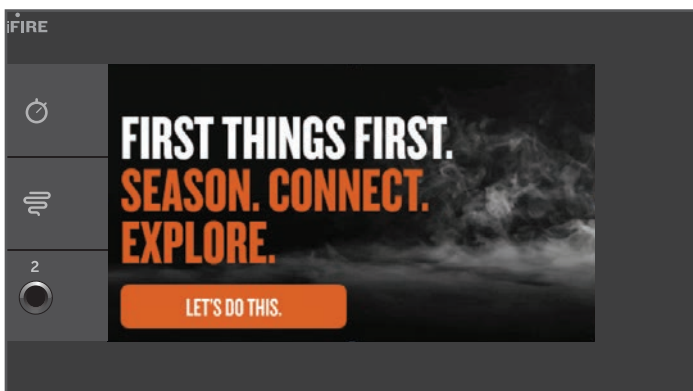 iFIRE
FIRST THINGS FIRST.
SEASON. CONNECT.
EXPLORE.
2
LET'S DO THIS.